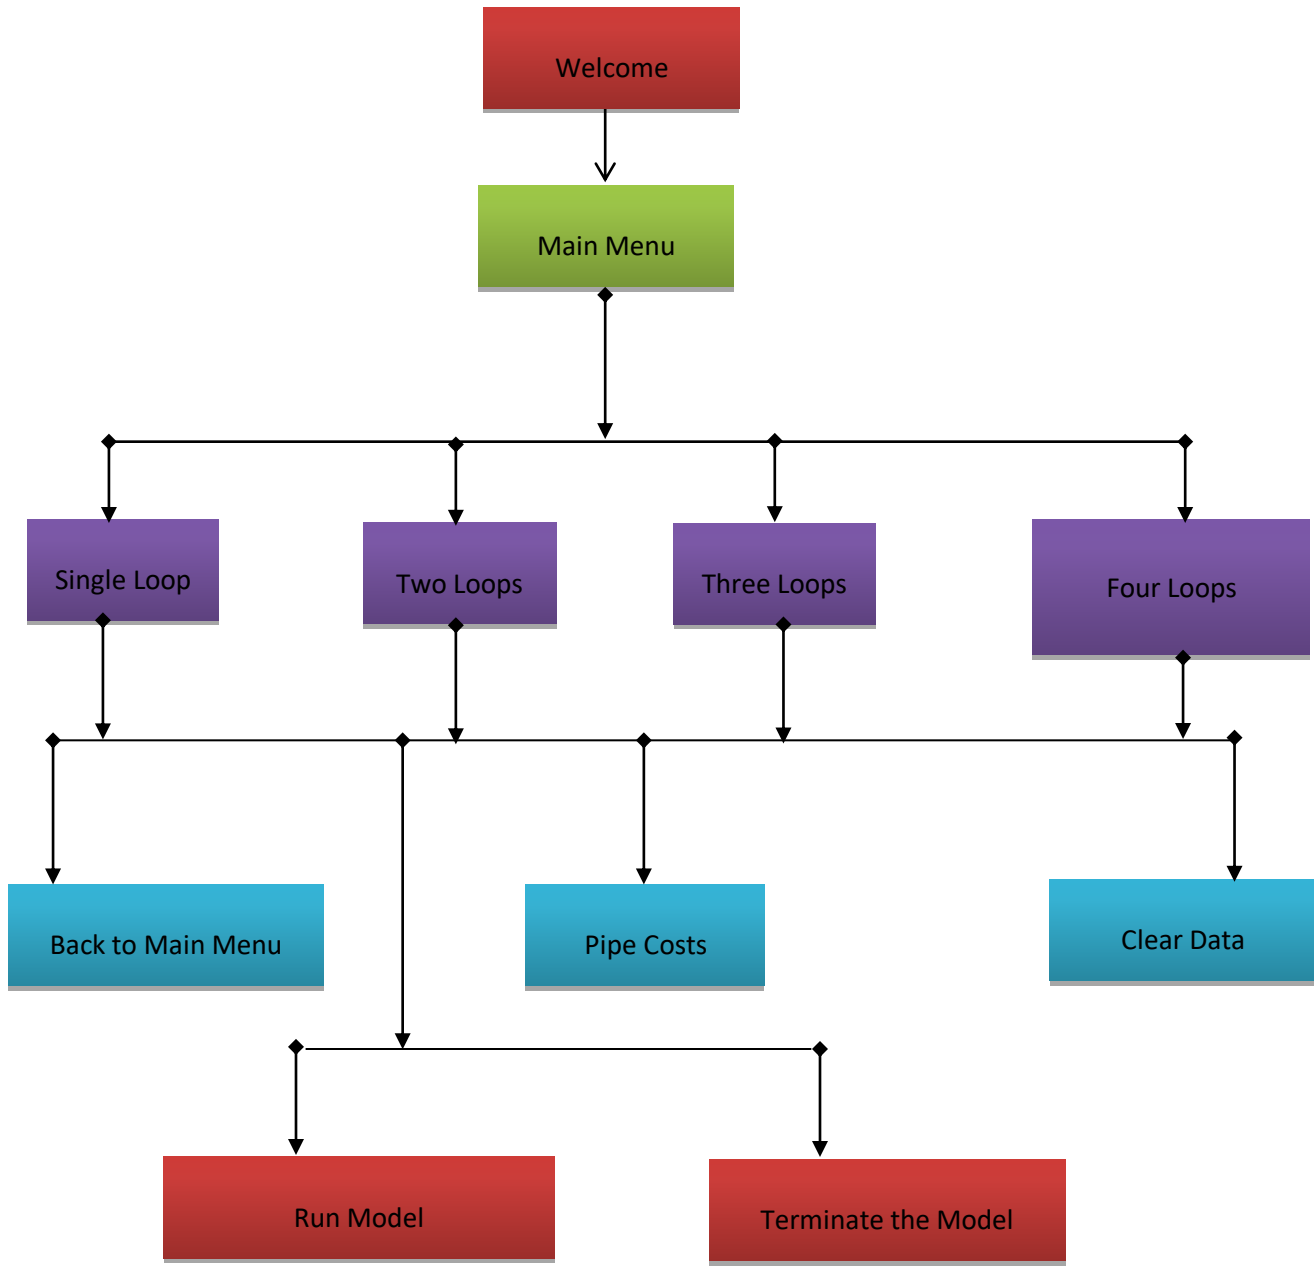 Welcome
Main Menu
Single Loop
Two Loops
Three Loops
Four Loops
Back to Main Menu
Pipe Costs
Clear Data
Run Model
Terminate the Model